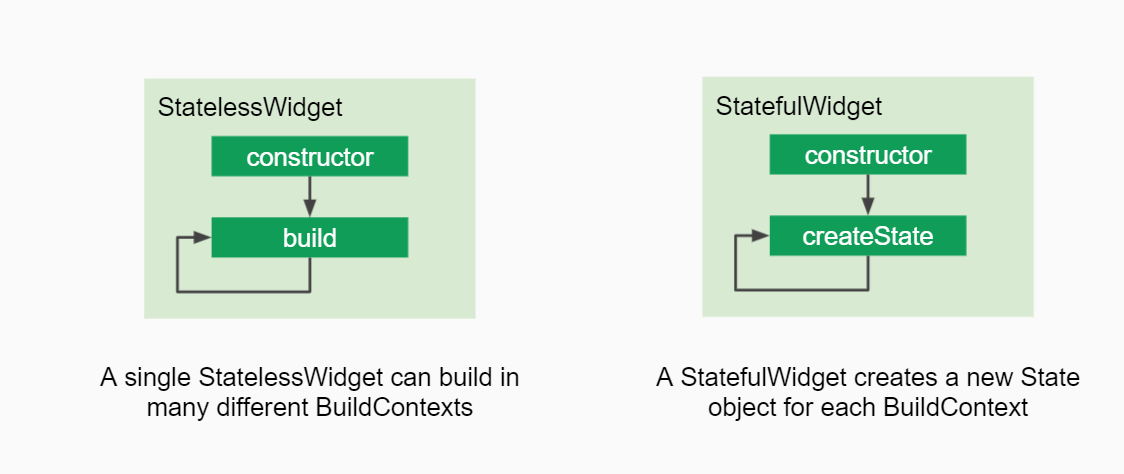 StatelessWidget
constructor
build
A single StatelessWidget can build in
many different BuildContexts
StatefulWidget
constructor
createState
A StatefulWidget creates a new State
object for each BuildContext